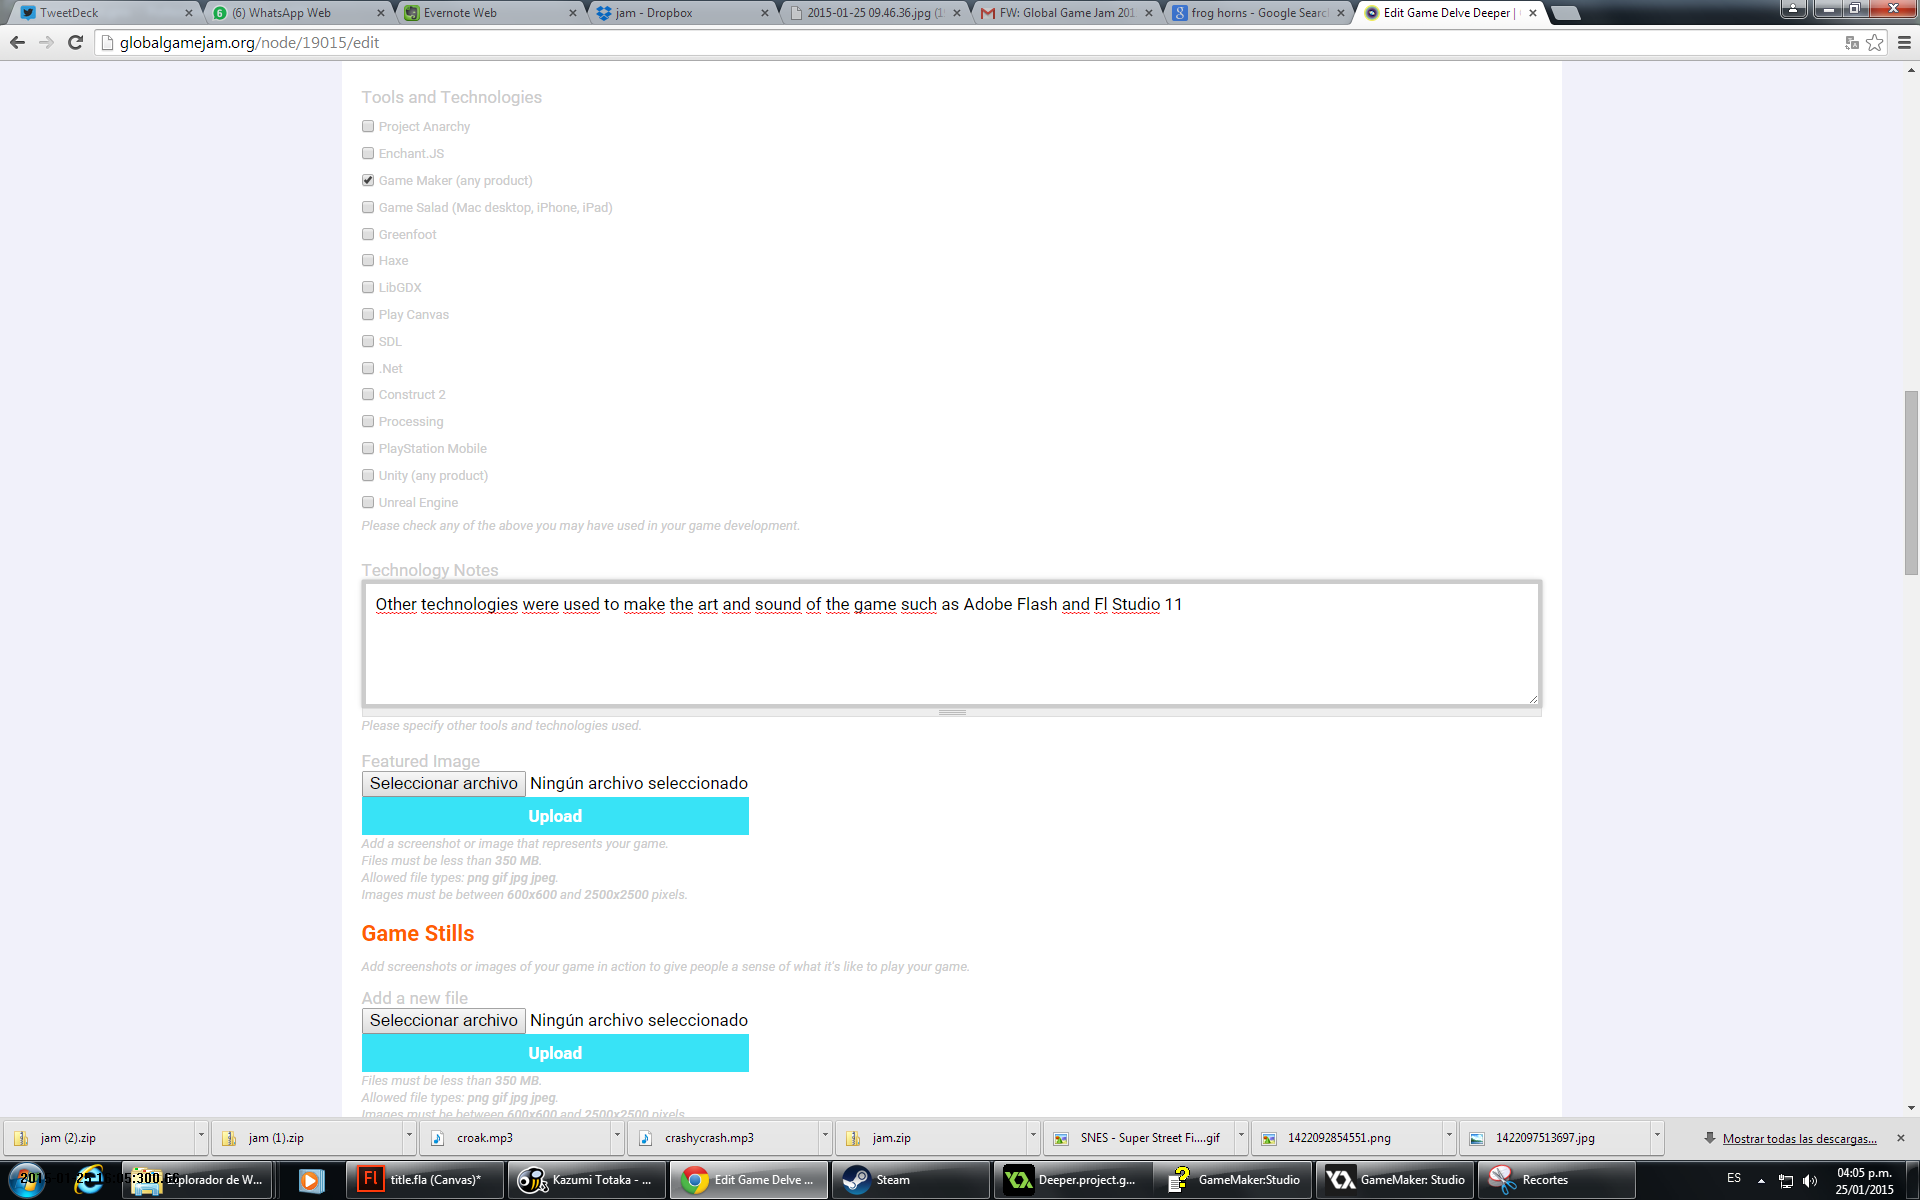 TweetDeck
(6) WhatsApp Web
Evernote Web
jam - Dropbox
2015-01-25 09.46.36.jpg (1
FW: Global Game Jam 201
frog horns - Google Searc
Edit Game Delve Deeper |
globalgamejam.org/node/19015/edit
Tools and Technologies
Project Anarchy
Enchant.JS
Game Maker (any product)
Game Salad (Mac desktop, iPhone, iPad)
Greenfoot
Haxe
LibGDX
Play Canvas
SDL
.Net
Construct 2
Processing
PlayStation Mobile
Unity (any product)
Unreal Engine
Please check any of the above you may have used in your game development.
Technology Notes
Other technologies were used to make the art and sound of the game such as Adobe Flash and Fl Studio 11
Please specify other tools and technologies used.
Featured Image
Seleccionar archivo Ningún archivo seleccionado
Upload
Add a screenshot or image that represents your game.
Files must be less than 350 MB.
Allowed file types: png gif jpg jpeg.
Images must be between 600x600 and 2500x2500 pixels.
Game Stills
Add screenshots or images of your game in action to give people a sense of what it's like to play your game.
Add a new file
Seleccionar archivo Ningún archivo seleccionado
Upload
Files must be less than 350 MB.
Allowed file types: png gif jpg jpeg.
Images must be between 600x600 and 2500x2500 pixels.
jam (2).zip
jam (1).zip
croak.mp3
crashycrash.mp3
jam.zip
SNES - Super Street Fi....gif
1422092854551.png
1422097513697.jpg
Mostrar todas las descargas...
Explorador de W...
title.fla (Canvas)*
Kazumi Totaka - ...
Edit Game Delve ...
Steam
Deeper.project.g...
GameMaker:Studio
GameMaker: Studio
Recortes
ES
04:05 p.m.
25/01/2015